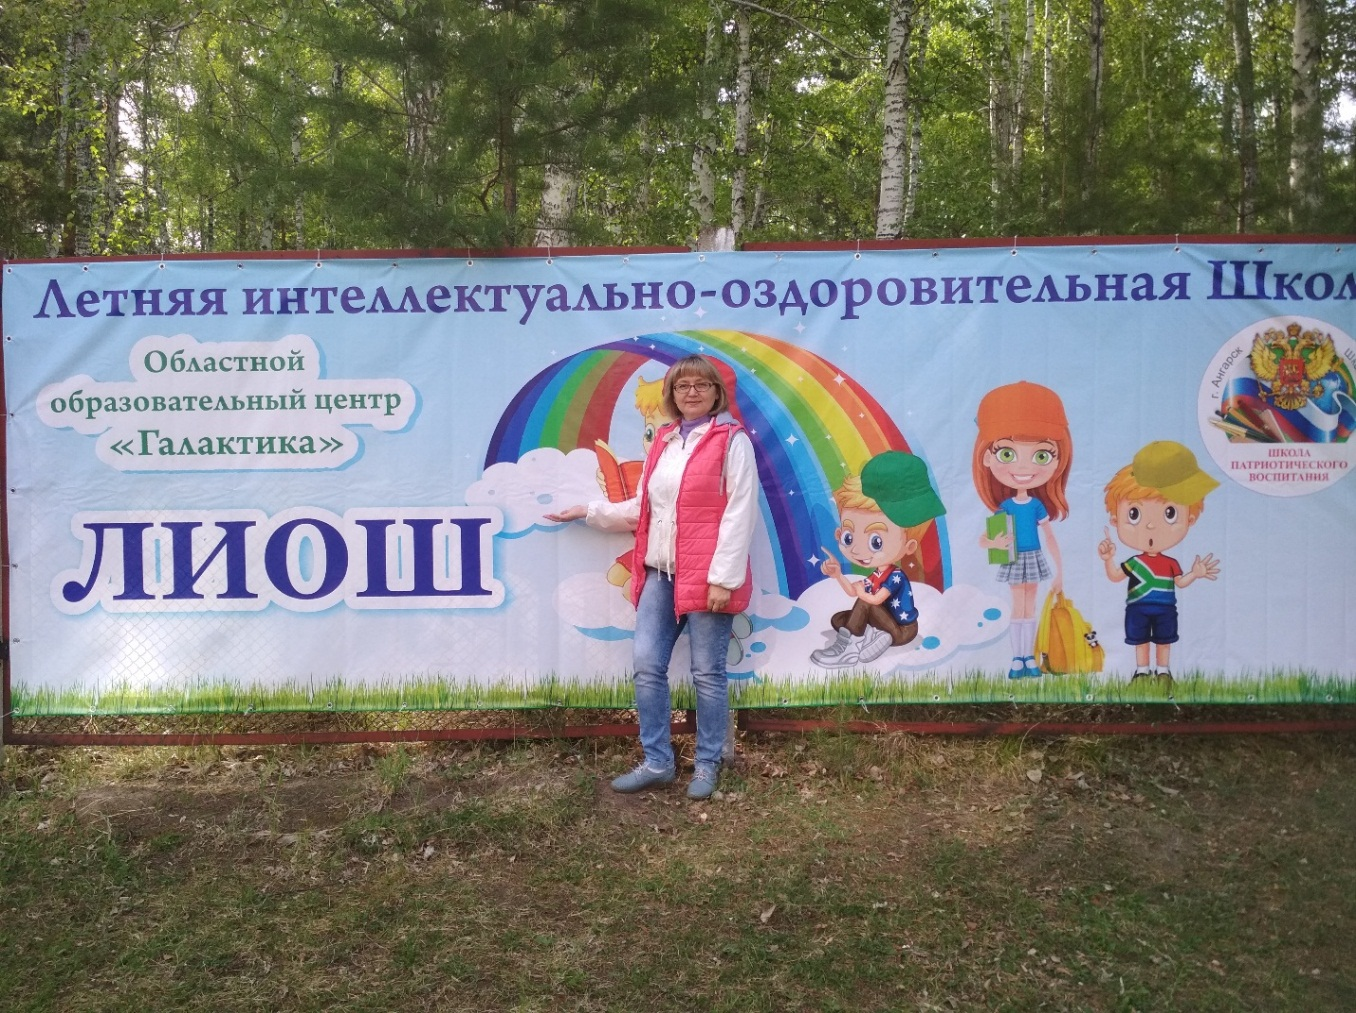 Летняя интеллектуально-оздоровительная Школ
Областной
образовательный центр
«Галактика»
ЛИОШ
г. Ангарск
ШКОЛА
ПАТРИОТИЧЕСКОГО
ВОСПИТАНИЯ